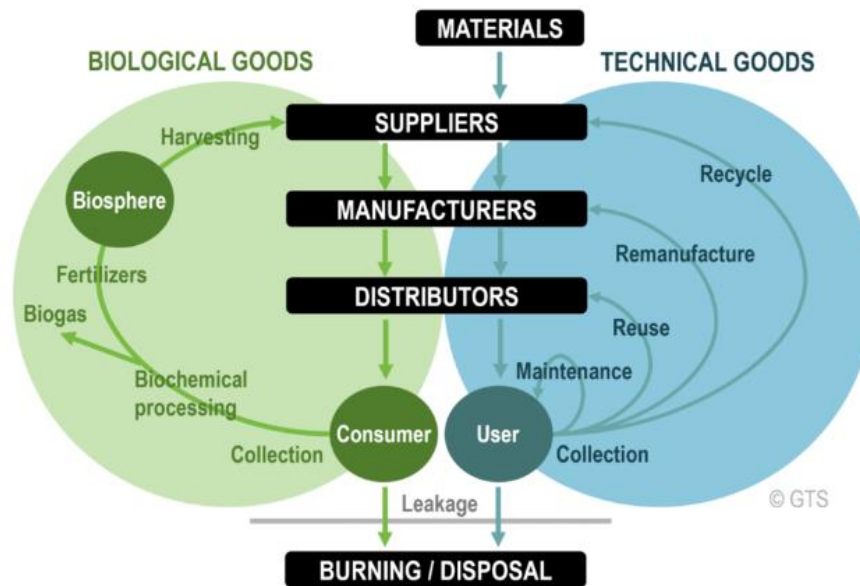 MATERIALS
BIOLOGICAL GOODS
TECHNICAL GOODS
SUPPLIERS
Harvesting
Recycle
Biosphere
MANUFACTURERS
Remanufacture
Fertilizers
DISTRIBUTORS
Biogas
Reuse
Maintenance
Biochemical
processing
Consumer
User
Collection
Collection
© GTS
Leakage
BURNING / DISPOSAL